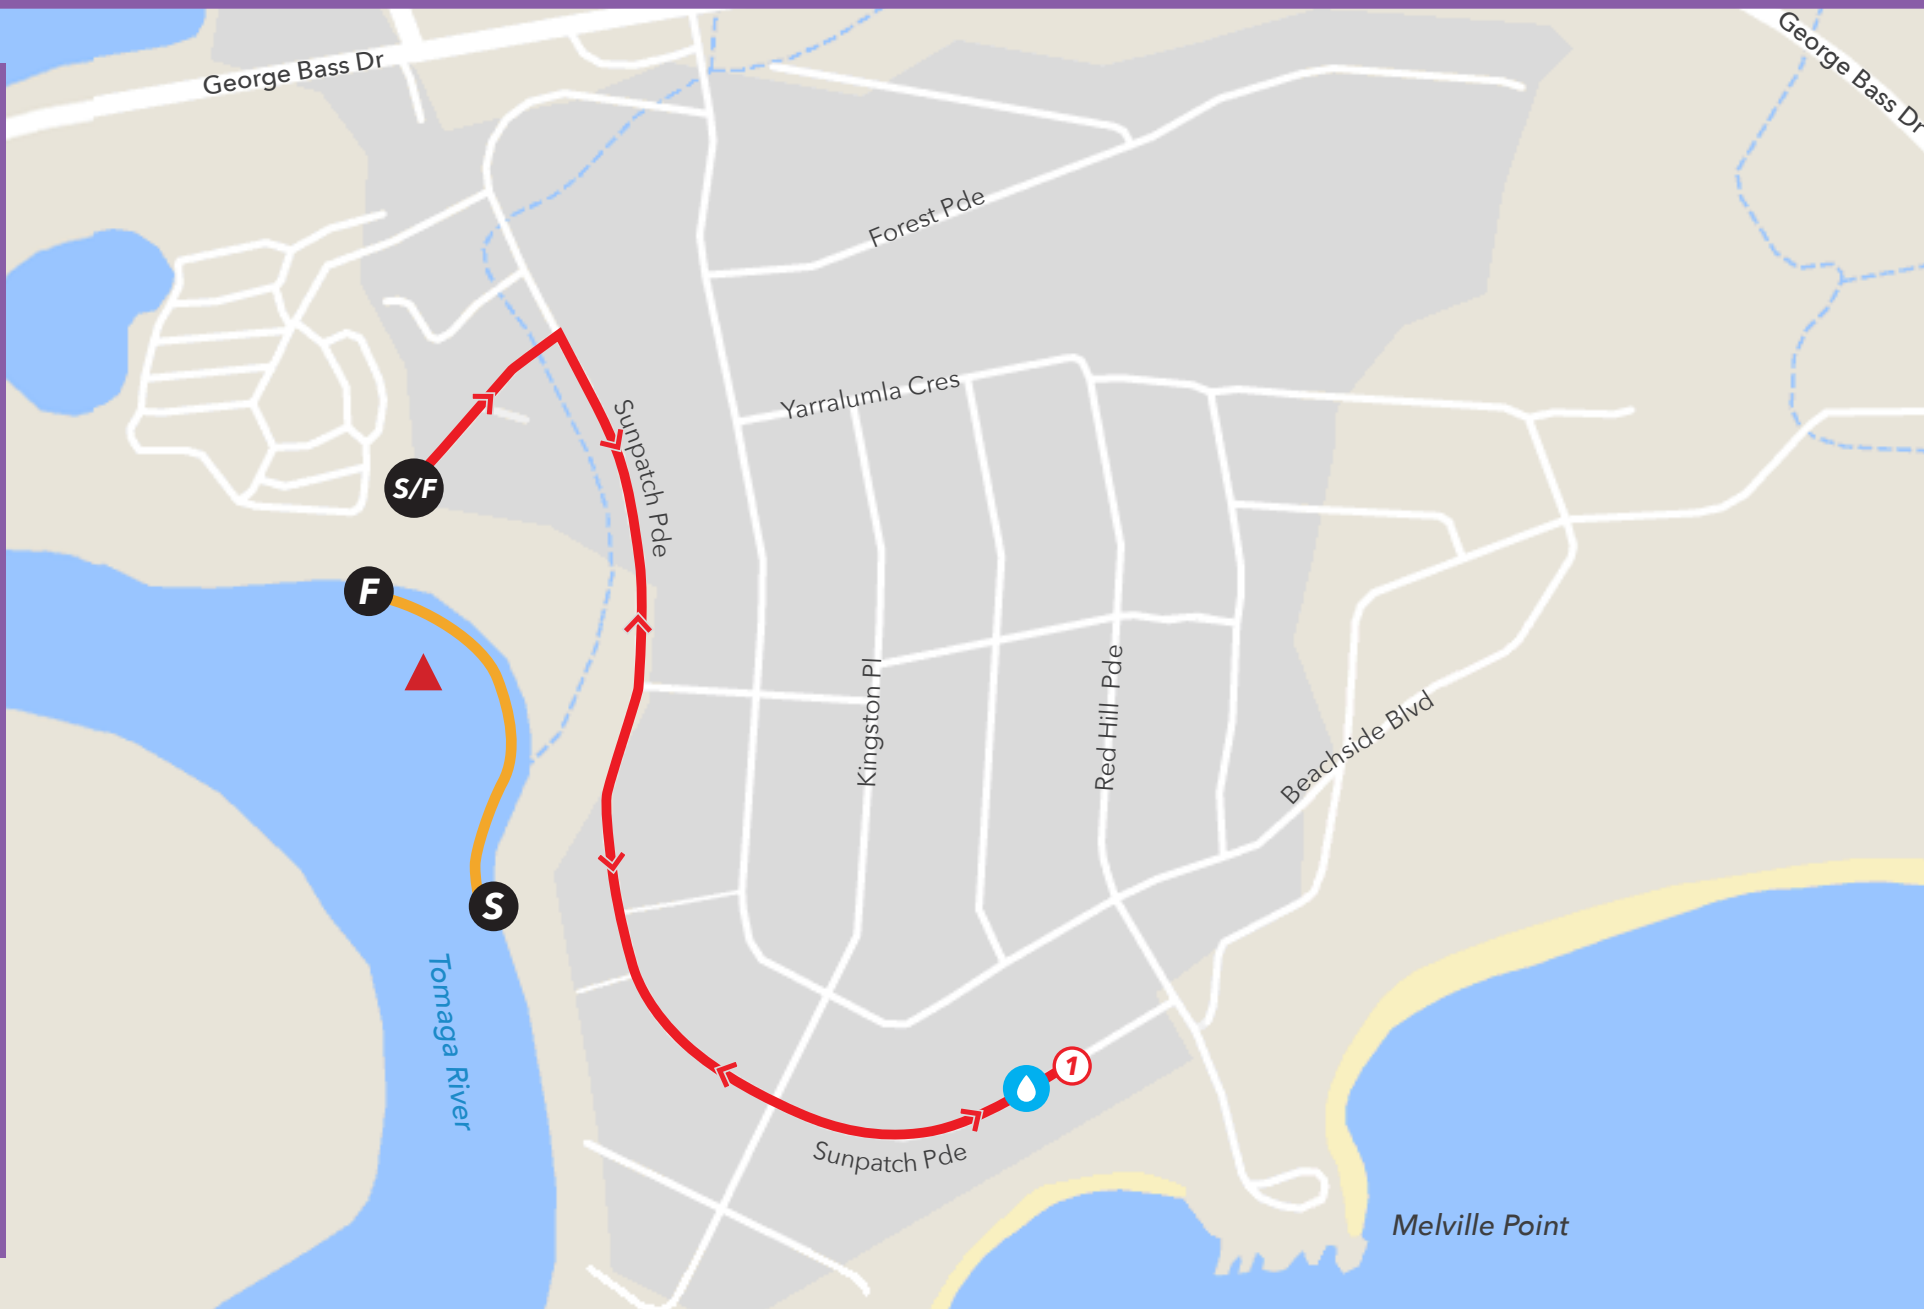 George Bass Dr
George Bass Dr
Forest Pde
Yarralumla Cres
Sunpatch Pde
S/F
F
Kingston Pl
Red Hill Pde
Beachside Blvd
S
Tomaga River
1
Sunpatch Pde
Melville Point